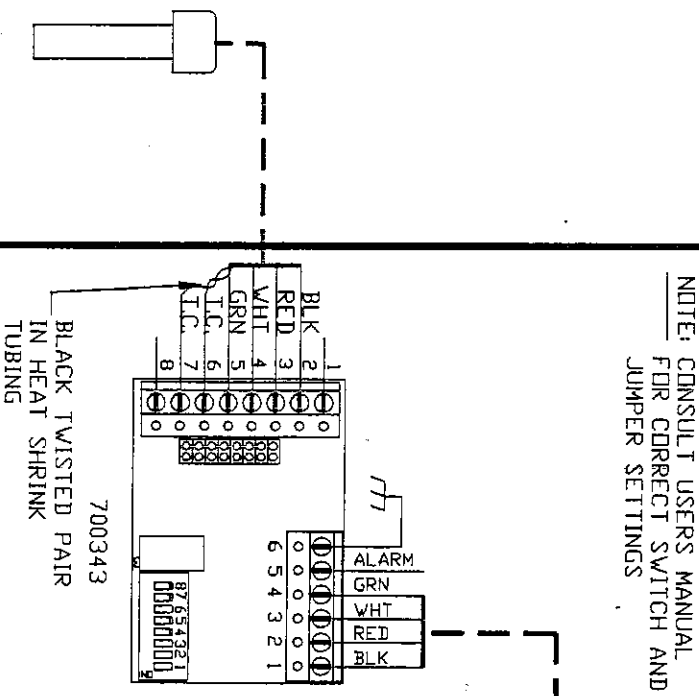 NOTE: CONSULT USERS MANUAL
FOR CORRECT SWITCH AND
JUMPER SETTINGS
BLK
RED
WHT
GRN
T.C.
T.C.
1
2
3
4
5
6
7
8
BLACK TWISTED PAIR
IN HEAT SHRINK
TUBING
700343
6
5
4
3
2
1
ALARM
GRN
WHT
RED
BLK
87654321